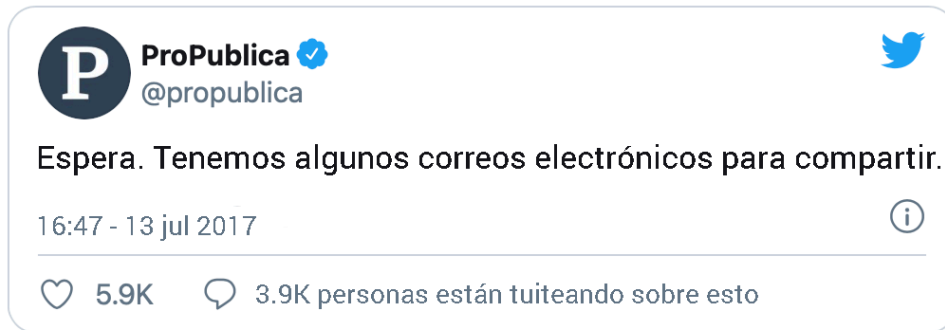 P
ProPublica
@propublica
Espera. Tenemos algunos correos electrónicos para compartir.
16:47 - 13 jul 2017
5.9K 3.9K personas están tuiteando sobre esto